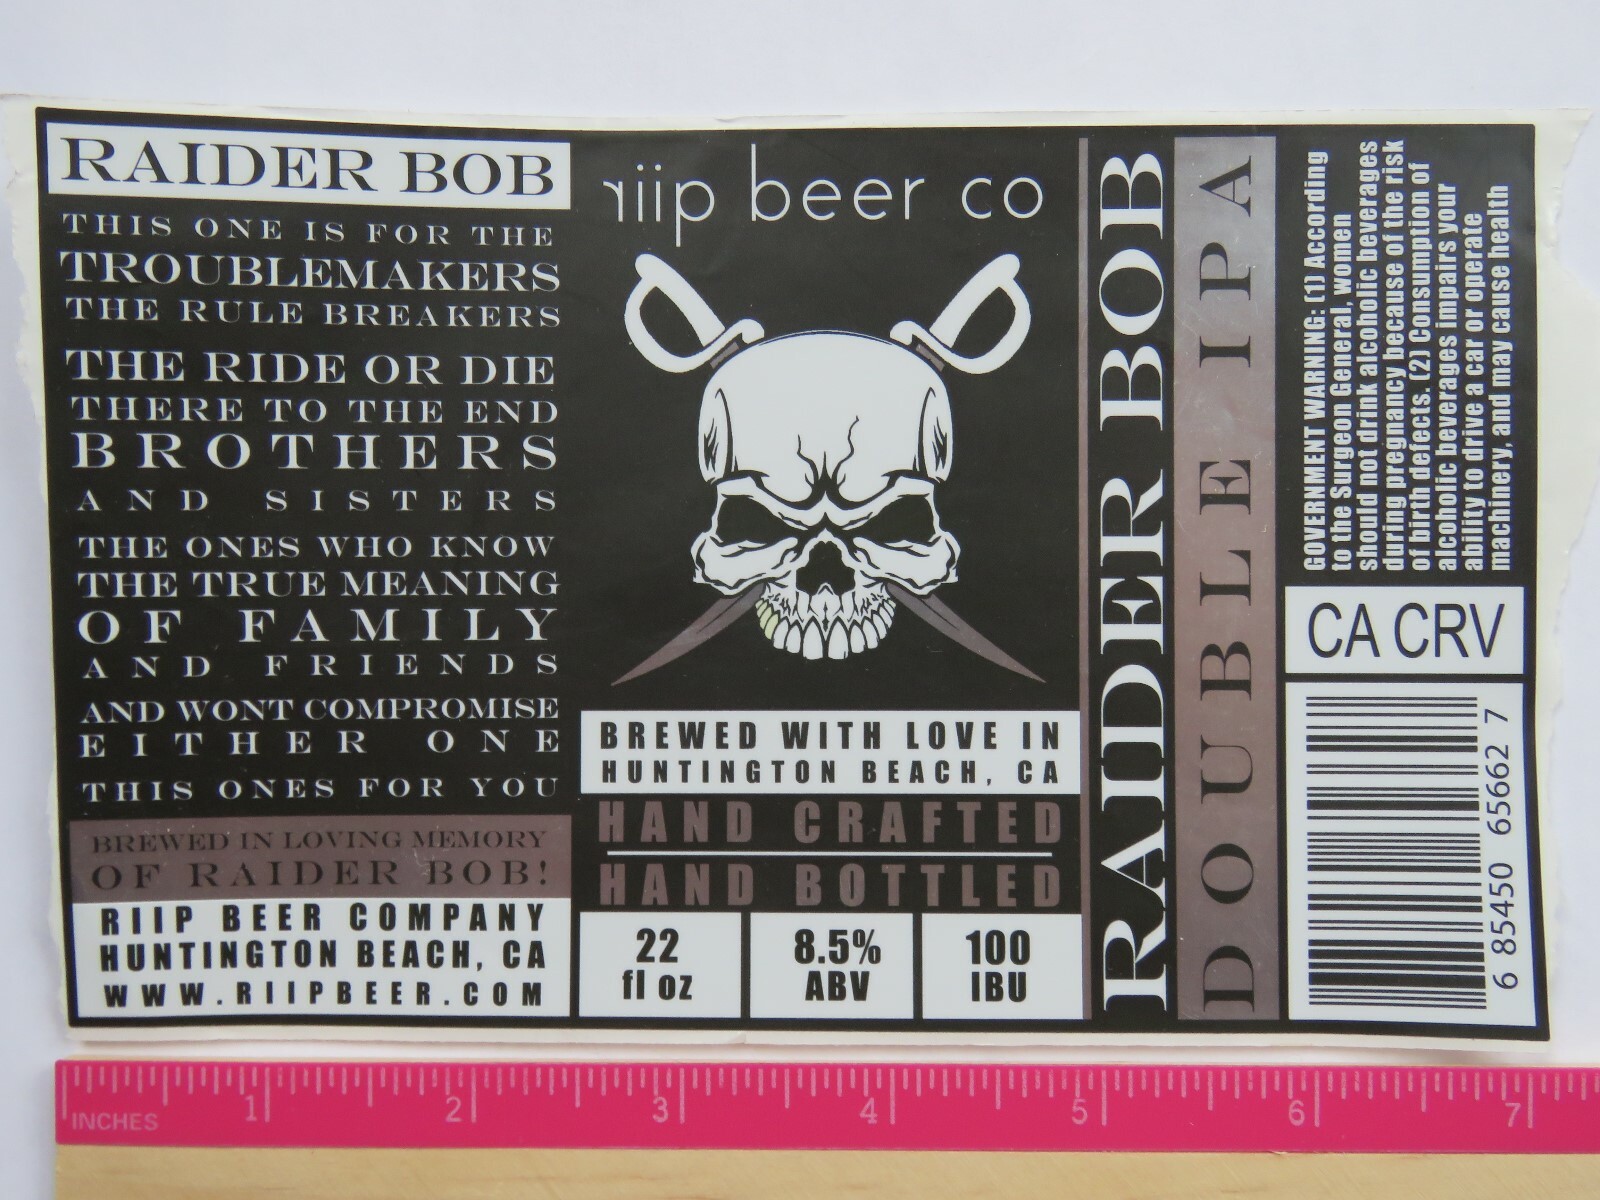 RAIDER BOB
THIS ONE IS FOR THE
TROUBLEMAKERS
THE RULE BREAKERS
THE RIDE OR DIE
THERE TO THE END
BROTHERS
AND SISTERS
THE ONES WHO KNOW
THE TRUE MEANING
OF FAMILY
AND FRIENDS
AND WONT COMPROMISE
EITHER ONE
THIS ONES FOR YOU
BREWED IN LOVING MEMORY
OF RAIDER BOB!
RIIP BEER COMPANY
HUNTINGTON BEACH, CA
WWW.RIIPBEER.COM
riip beer co
BREWED WITH LOVE IN
HUNTINGTON BEACH, CA
HAND CRAFTED
HAND BOTTLED
22
fl oz
8.5%
ABV
100
IBU
RAIDER BOB
DOUBLE IPA
GOVERNMENT WARNING: (1) According
to the Surgeon General, women
should not drink alcoholic beverages
during pregnancy because of the risk
of birth defects. (2) Consumption of
alcoholic beverages impairs your
ability to drive a car or operate
machinery, and may cause health
CA CRV
6 85450 65662 7
INCHES 1 2 3 4 5 6 7